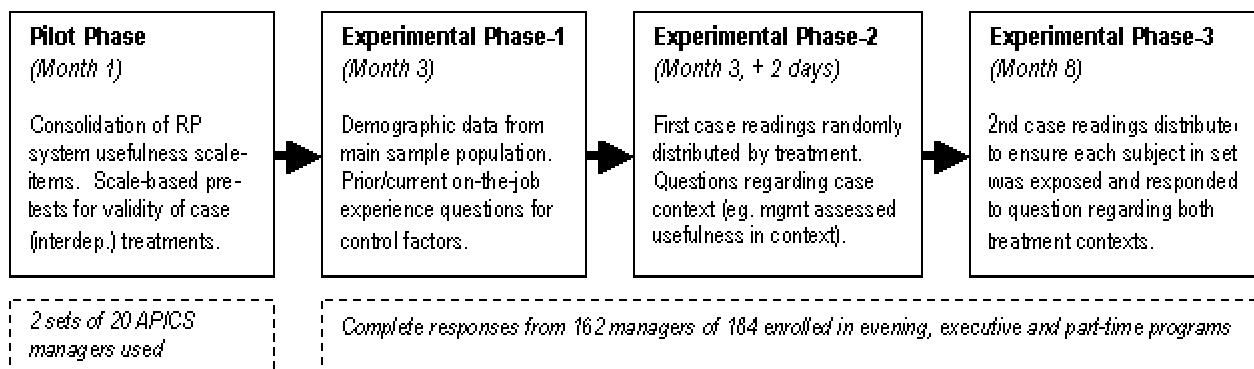 Pilot Phase
(Month 1)
Consolidation of RP
system usefulness scale-
items. Scale-based pre-
tests for validity of case
(interdep.) treatments.
Experimental Phase-1
(Month 3)
Demographic data from
main sample population.
Prior/current on-the-job
experience questions for
control factors.
Experimental Phase-2
(Month 3, + 2 days)
First case readings randomly
distributed by treatment.
Questions regarding case
context (eg. mgmt assessed
usefulness in context).
Experimental Phase-3
(Month 8)
2nd case readings distribute
to ensure each subject in set
was exposed and responded
to question regarding both
treatment contexts.
2 sets of 20 APICS
managers used
Complete responses from 162 managers of 184 enrolled in evening, executive and part-time programs